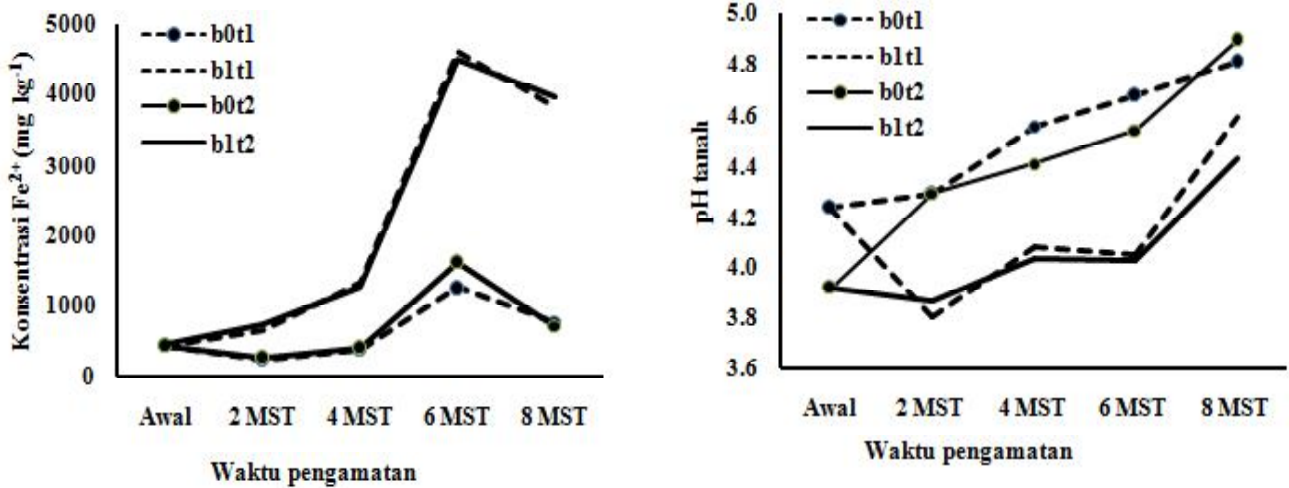 Konsentrasi Fe²⁺ (mg kg⁻¹)
5000
4000
3000
2000
1000
0
b0t1
b1t1
b0t2
b1t2
Awal 2 MST 4 MST 6 MST 8 MST
Waktu pengamatan
pH tanah
5.0
4.8
4.6
4.4
4.2
4.0
3.8
3.6
b0t1
b1t1
b0t2
b1t2
Awal 2 MST 4 MST 6 MST 8 MST
Waktu pengamatan